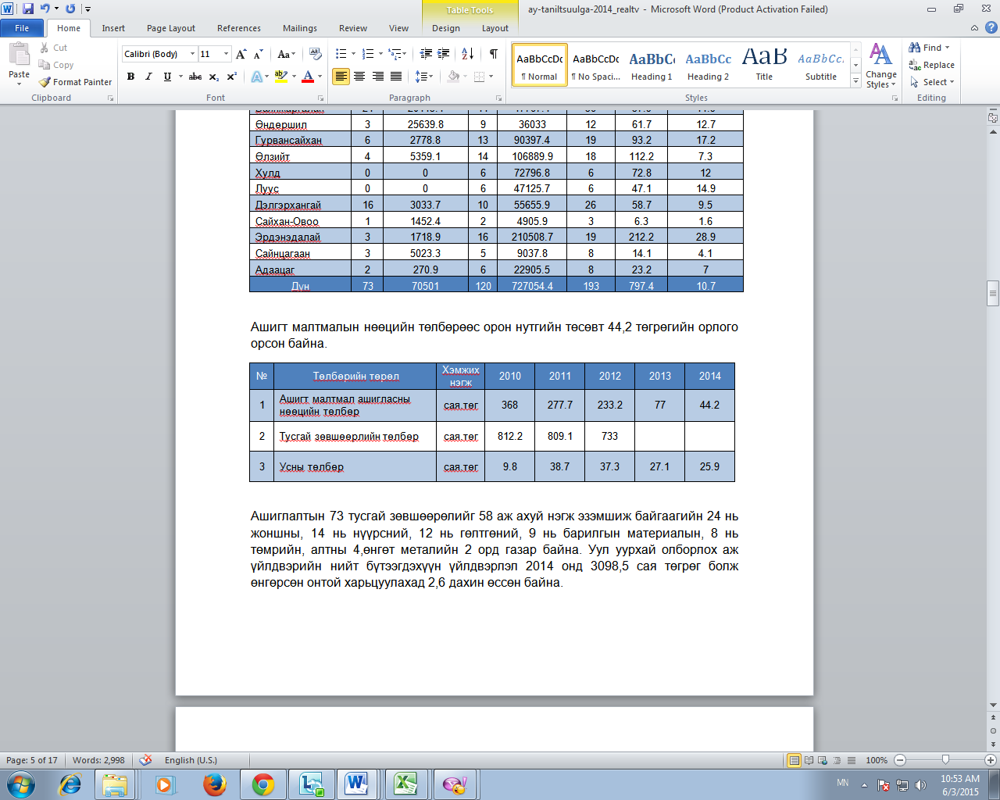 Table Tools
ay-taniltsuulga-2014_realtv - Microsoft Word (Product Activation Failed)
File Home Insert Page Layout References Mailings Review View Design Layout
Paste
Cut
Copy
Format Painter
Calibri (Body) 11
AaBbCcDc AaBbCcDc AaBbCc AaBbCc AaB AaBbCc
¶ Normal ¶ No Spaci... Heading 1 Heading 2 Title Subtitle
Change Styles
Find
Replace
Select
Clipboard Font Paragraph Styles Editing
Өндөршил 3 25639.8 9 36033 12 61.7 12.7
Гурвансайхан 6 2778.8 13 90397.4 19 93.2 17.2
Өлзийт 4 5359.1 14 106889.9 18 112.2 7.3
Хулд 0 0 6 72796.8 6 72.8 12
Луус 0 0 6 47125.7 6 47.1 14.9
Дэлгэрхангай 16 3033.7 10 55655.9 26 58.7 9.5
Сайхан-Овоо 1 1452.4 2 4905.9 3 6.3 1.6
Эрдэнэдалай 3 1718.9 16 210508.7 19 212.2 28.9
Сайнцагаан 3 5023.3 5 9037.8 8 14.1 4.1
Адаацаг 2 270.9 6 22905.5 8 23.2 7
Дүн 73 70501 120 727054.4 193 797.4 10.7
Ашигт малтмалын нөөцийн төлбөрөөс орон нутгийн төсөвт 44,2 төгрөгийн орлого
орсон байна.
№ Төлбөрийн төрөл Хэмжих нэгж 2010 2011 2012 2013 2014
1 Ашигт малтмал ашигласны нөөцийн төлбөр сая.төг 368 277.7 233.2 77 44.2
2 Тусгай зөвшөөрлийн төлбөр сая.төг 812.2 809.1 733
3 Усны төлбөр сая.төг 9.8 38.7 37.3 27.1 25.9
Ашиглалтын 73 тусгай зөвшөөрөлийг 58 аж ахуй нэгж эзэмшиж байгаагийн 24 нь
жоншны, 14 нь нүүрсний, 12 нь гөлтгөний, 9 нь барилгын материалын, 8 нь
төмрийн, алтны 4,өнгөт металийн 2 орд газар байна. Уул уурхай олборлох аж
үйлдвэрийн нийт бүтээгдэхүүн үйлдвэрлэл 2014 онд 3098,5 сая төгрөг болж
өнгөрсөн онтой харьцуулахад 2,6 дахин өссөн байна.
Page: 5 of 17 Words: 2,998 English (U.S.) 100%
MN 10:53 AM
6/3/2015